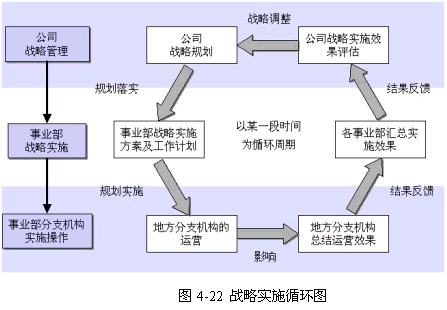 战略调整
公司
战略管理
公司
战略规划
公司战略实施效
果评估
规划落实
结果反馈
事业部
战略实施
事业部战略实施
方案及工作计划
以某一段时间
为循环周期
各事业部汇总实
施效果
规划实施
结果反馈
事业部分支机构
实施操作
地方分支机构的
运营
影响
地方分支机构
总结运营效果
图 4-22 战略实施循环图